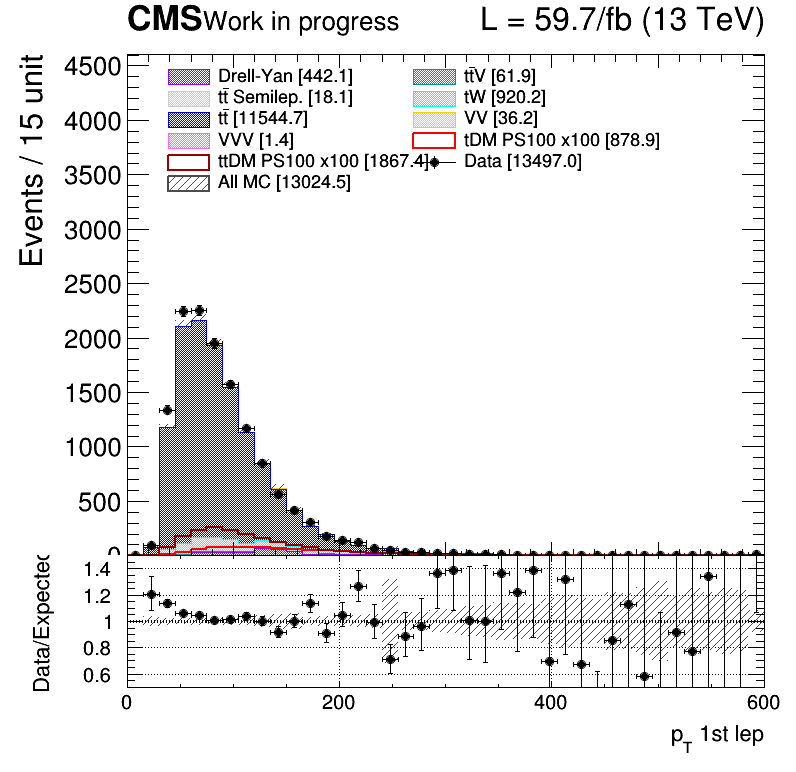 CMS Work in progress L = 59.7/fb (13 TeV)
Events / 15 unit
4500
4000
3500
3000
2500
2000
1500
1000
500
0
Drell-Yan [442.1]
tt̄ Semilep. [18.1]
tt̄ [11544.7]
VVV [1.4]
ttDM PS100 x100 [1867.4]
All MC [13024.5]
tt̄V [61.9]
tW [920.2]
VV [36.2]
tDM PS100 x100 [878.9]
Data [13497.0]
Data/Expected
1.4
1.2
1
0.8
0.6
0 200 400 600
p_T 1st lep